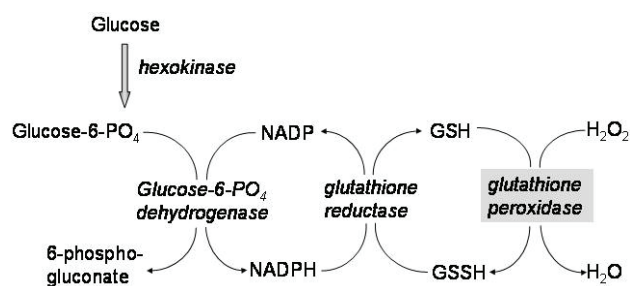 Glucose
hexokinase
Glucose-6-PO₄
NADP
GSH
H₂O₂
Glucose-6-PO₄
dehydrogenase
glutathione
reductase
glutathione
peroxidase
6-phospho-
gluconate
NADPH
GSSH
H₂O